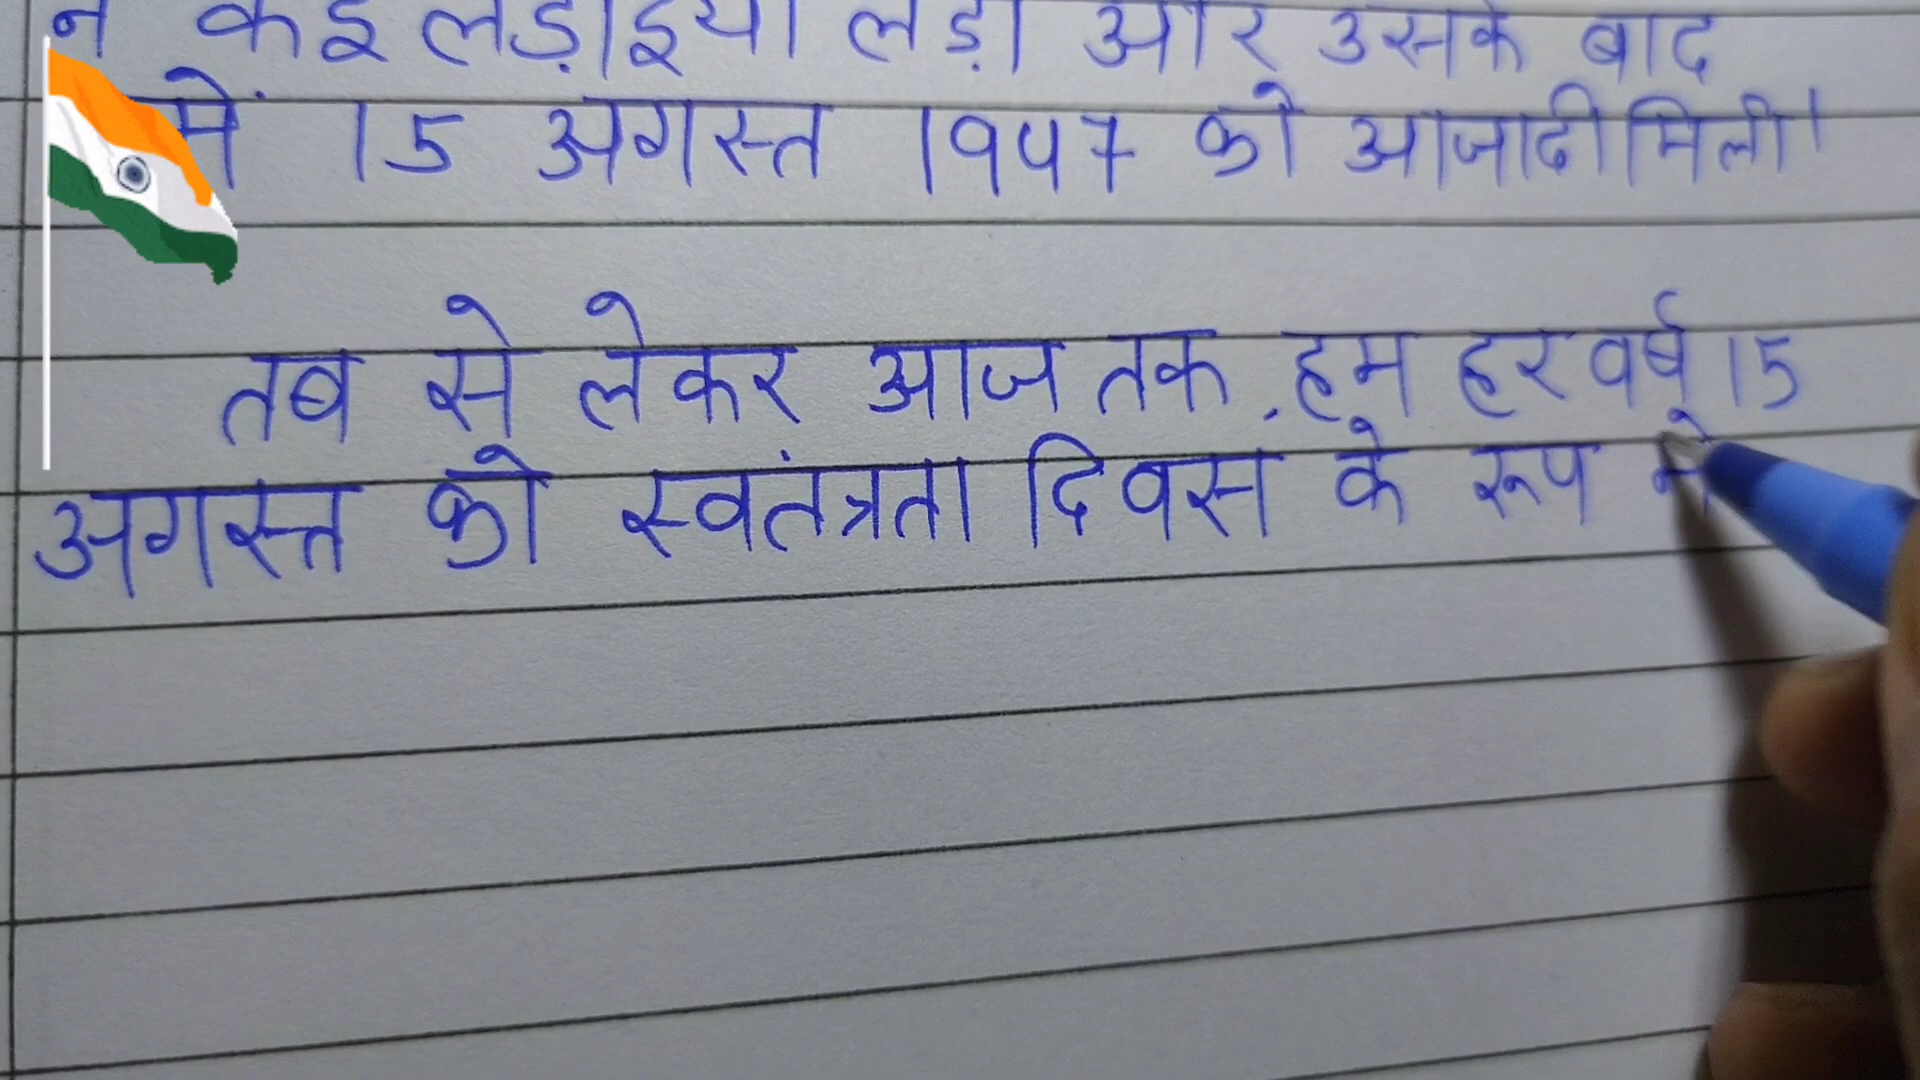 ने कई लड़ाइयां लड़ी और उसके बाद
में 15 अगस्त 1947 को आजादी मिली।
तब से लेकर आज तक, हम हर वर्ष 15
अगस्त को स्वतंत्रता दिवस के रूप में